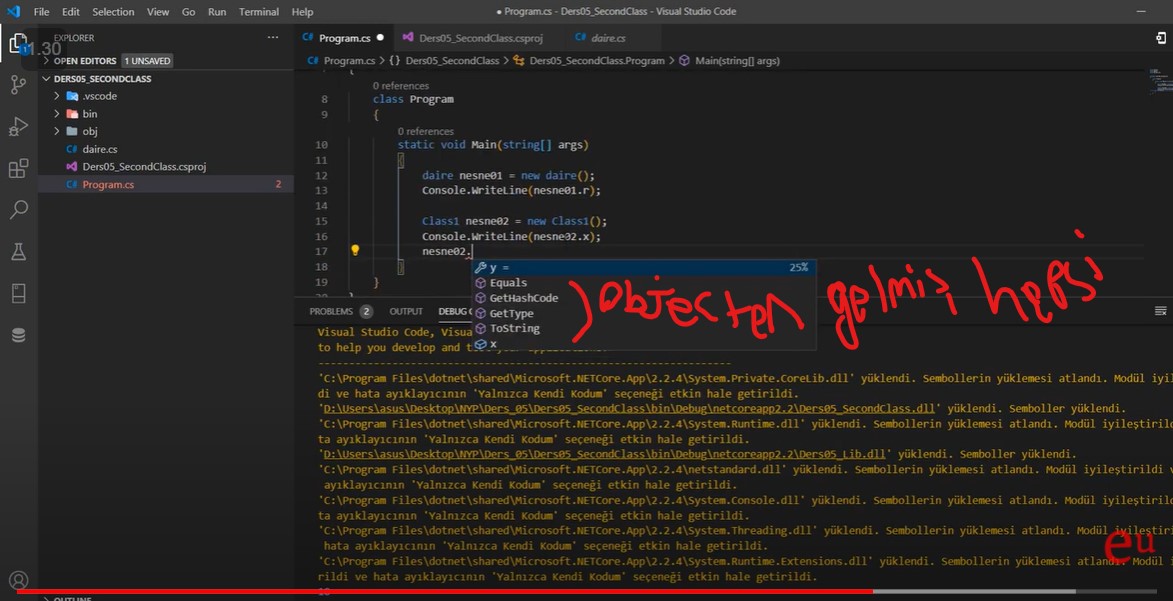 File Edit Selection View Go Run Terminal Help
● Program.cs - Ders05_SecondClass - Visual Studio Code
EXPLORER
1.30
1
OPEN EDITORS 1 UNSAVED
DERS05_SECONDCLASS
.vscode
bin
obj
daire.cs
Ders05_SecondClass.csproj
Program.cs 2
OUTLINE
Program.cs ● Ders05_SecondClass.csproj daire.cs
Program.cs > {} Ders05_SecondClass > Ders05_SecondClass.Program > Main(string[] args)
{
0 references
8 class Program
9 {
0 references
10 static void Main(string[] args)
11 {
12 daire nesne01 = new daire();
13 Console.WriteLine(nesne01.r);
14
15 Class1 nesne02 = new Class1();
16 Console.WriteLine(nesne02.x);
17 nesne02.
18 }
19 }
20 }
y = 25%
Equals
GetHashCode
GetType
ToString
x
) Objecten gelmiş hepsi
PROBLEMS 2 OUTPUT DEBUG C
Visual Studio Code, Visua
to help you develop and t
'C:\Program Files\dotnet\shared\Microsoft.NETCore.App\2.2.4\System.Private.CoreLib.dll' yüklendi. Sembollerin yüklemesi atlandı. Modül iyi
di ve hata ayıklayıcının 'Yalnızca Kendi Kodum' seçeneği etkin hale getirildi.
'D:\Users\asus\Desktop\NYP\Ders_05\Ders05_SecondClass\bin\Debug\netcoreapp2.2\Ders05_SecondClass.dll' yüklendi. Semboller yüklendi.
'C:\Program Files\dotnet\shared\Microsoft.NETCore.App\2.2.4\System.Runtime.dll' yüklendi. Sembollerin yüklemesi atlandı. Modül iyileştiril
ta ayıklayıcının 'Yalnızca Kendi Kodum' seçeneği etkin hale getirildi.
'D:\Users\asus\Desktop\NYP\Ders_05\Ders05_SecondClass\bin\Debug\netcoreapp2.2\Ders05_Lib.dll' yüklendi. Semboller yüklendi.
'C:\Program Files\dotnet\shared\Microsoft.NETCore.App\2.2.4\netstandard.dll' yüklendi. Sembollerin yüklemesi atlandı. Modül iyileştirildi v
ayıklayıcının 'Yalnızca Kendi Kodum' seçeneği etkin hale getirildi.
'C:\Program Files\dotnet\shared\Microsoft.NETCore.App\2.2.4\System.Console.dll' yüklendi. Sembollerin yüklemesi atlandı. Modül iyileştiril
ta ayıklayıcının 'Yalnızca Kendi Kodum' seçeneği etkin hale getirildi.
'C:\Program Files\dotnet\shared\Microsoft.NETCore.App\2.2.4\System.Threading.dll' yüklendi. Sembollerin yüklemesi atlandı. Modül iyileştiri
hata ayıklayıcının 'Yalnızca Kendi Kodum' seçeneği etkin hale getirildi.
'C:\Program Files\dotnet\shared\Microsoft.NETCore.App\2.2.4\System.Runtime.Extensions.dll' yüklendi. Sembollerin yüklemesi atlandı. Modül i
rildi ve hata ayıklayıcının 'Yalnızca Kendi Kodum' seçeneği etkin hale getirildi.
eu